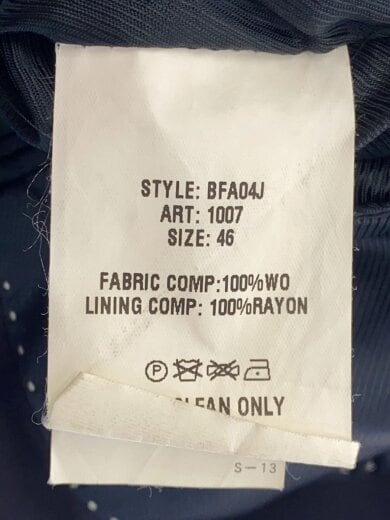 STYLE: BFA04J
ART: 1007
SIZE: 46
FABRIC COMP:100%WO
LINING COMP: 100%RAYON
P
CLEAN ONLY
S-13